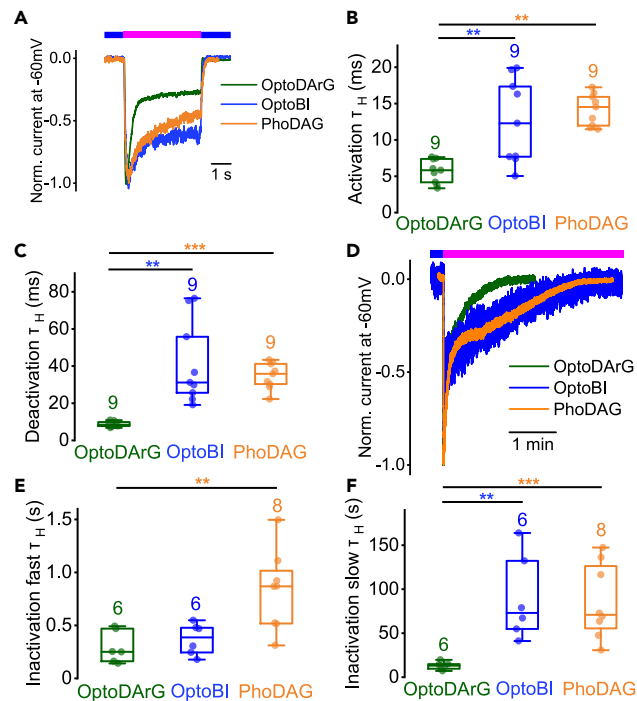 A
Norm. current at -60mV
0.0
-0.5
-1.0
OptoDArG
OptoBI
PhoDAG
1 s
B
Activation τ H (ms)
20
15
10
5
0
**
**
9
9
9
OptoDArG
OptoBI
PhoDAG
C
Deactivation τ H (ms)
80
60
40
20
0
***
**
9
9
9
OptoDArG
OptoBI
PhoDAG
D
Norm. current at -60mV
0.0
-0.5
-1.0
OptoDArG
OptoBI
PhoDAG
1 min
E
Inactivation fast τ H (s)
1.5
1.0
0.5
0
**
6
6
8
OptoDArG
OptoBI
PhoDAG
F
Inactivation slow τ H (s)
150
100
50
0
***
**
6
6
8
OptoDArG
OptoBI
PhoDAG